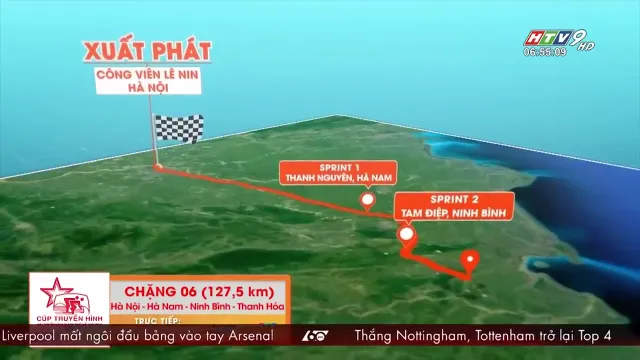 XUẤT PHÁT
CÔNG VIÊN LÊ NIN
HÀ NỘI
HTV9 HD
06:55:09
SPRINT 1
THANH NGUYÊN, HÀ NAM
SPRINT 2
TAM ĐIỆP, NINH BÌNH
CÚP TRUYỀN HÌNH
CHẶNG 06 (127,5 km)
Hà Nội - Hà Nam - Ninh Bình - Thanh Hóa
TRỰC TIẾP:
Liverpool mất ngôi đầu bảng vào tay Arsenal
60
Thắng Nottingham, Tottenham trở lại Top 4